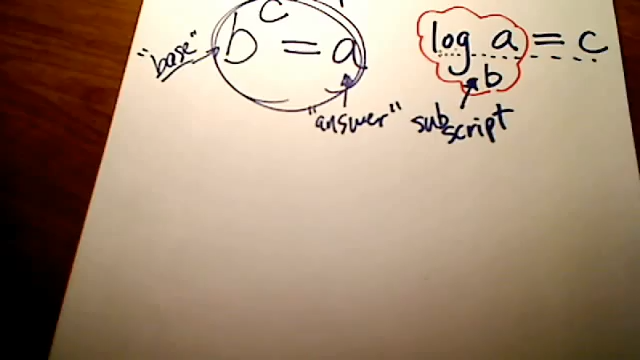 b^c = a
"base"
"answer"
log_b a = c
subscript